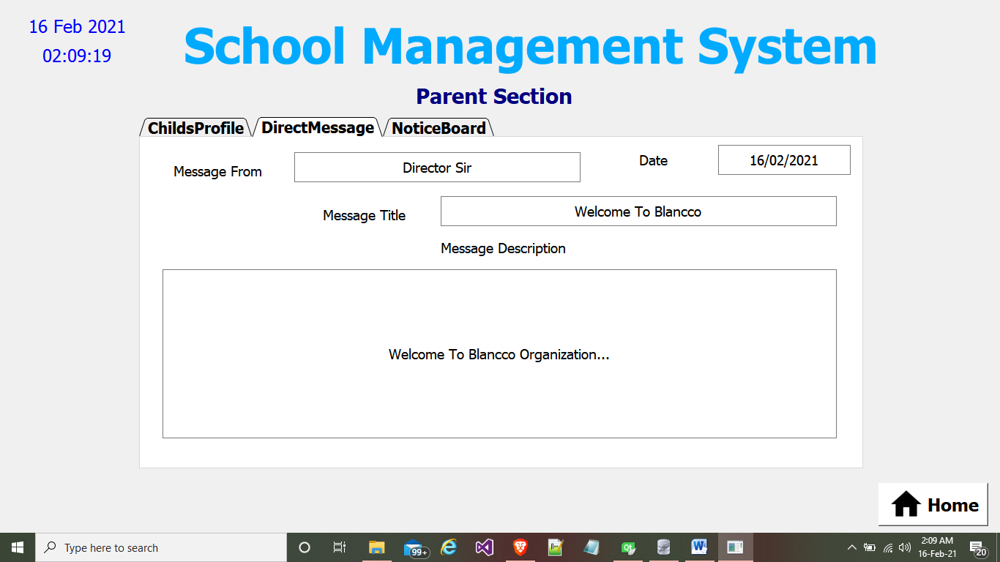 16 Feb 2021
02:09:19
School Management System
Parent Section
ChildsProfile DirectMessage NoticeBoard
Message From Director Sir Date 16/02/2021
Message Title Welcome To Blancco
Message Description
Welcome To Blancco Organization...
Home
Type here to search
99+
2:09 AM
16-Feb-21
20